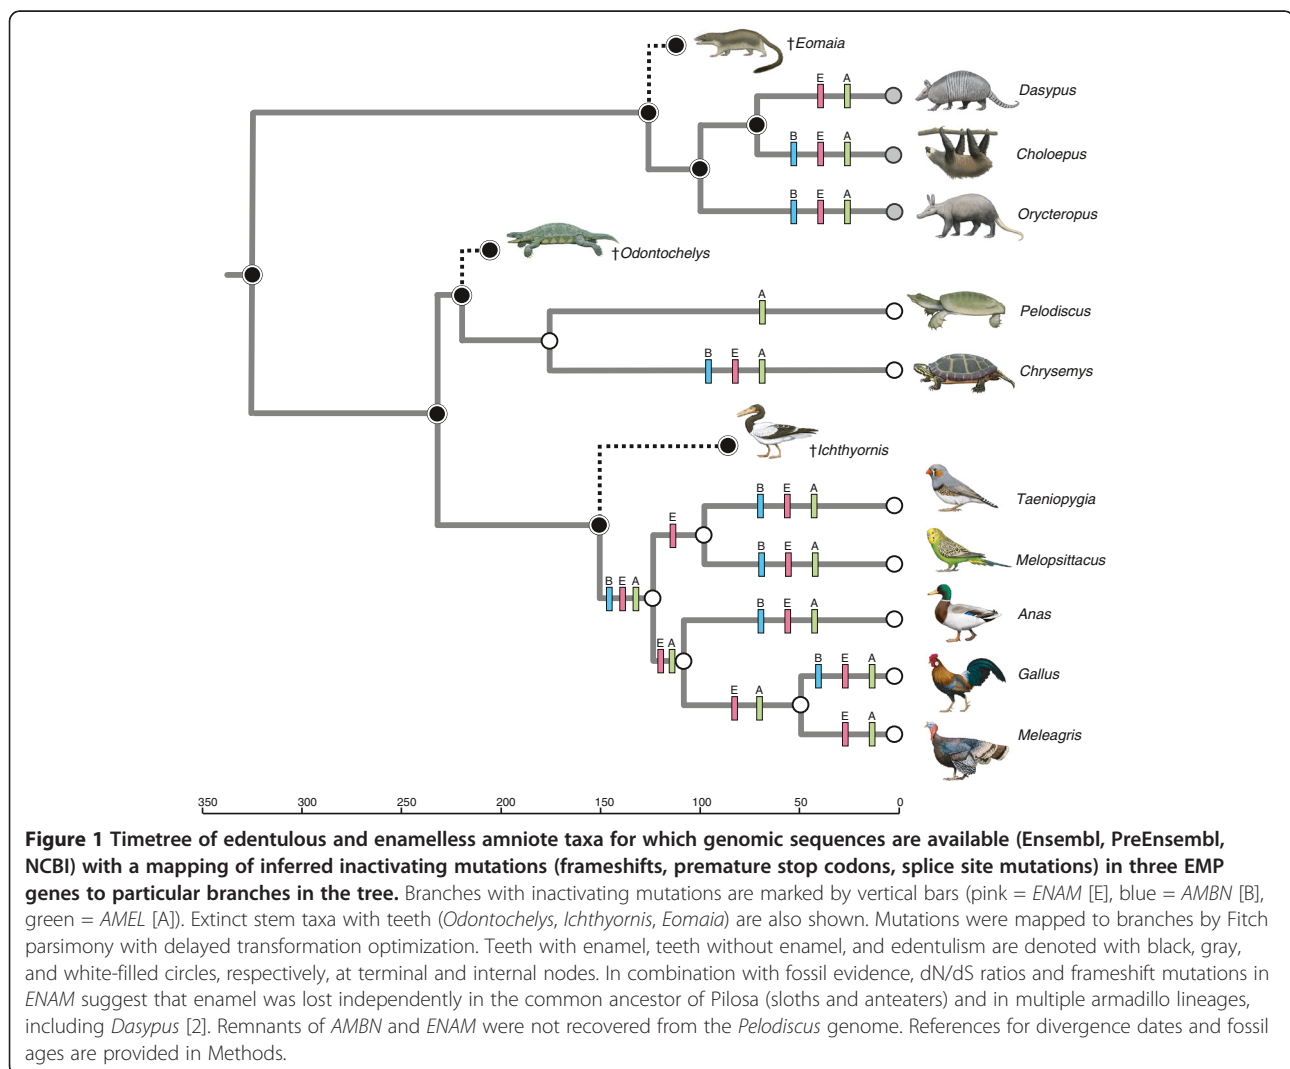 †Eomaia
E A
Dasypus
B E A
Choloepus
B E A
Orycteropus
†Odontochelys
A
Pelodiscus
B E A
Chrysemys
†Ichthyornis
B E A
Taeniopygia
E
B E A
Melopsittacus
B E A
B E A
Anas
E A
B E A
Gallus
E A
E A
Meleagris
350 300 250 200 150 100 50 0
Figure 1 Timetree of edentulous and enamelless amniote taxa for which genomic sequences are available (Ensembl, PreEnsembl,
NCBI) with a mapping of inferred inactivating mutations (frameshifts, premature stop codons, splice site mutations) in three EMP
genes to particular branches in the tree. Branches with inactivating mutations are marked by vertical bars (pink = ENAM [E], blue = AMBN [B],
green = AMEL [A]). Extinct stem taxa with teeth (Odontochelys, Ichthyornis, Eomaia) are also shown. Mutations were mapped to branches by Fitch
parsimony with delayed transformation optimization. Teeth with enamel, teeth without enamel, and edentulism are denoted with black, gray,
and white-filled circles, respectively, at terminal and internal nodes. In combination with fossil evidence, dN/dS ratios and frameshift mutations in
ENAM suggest that enamel was lost independently in the common ancestor of Pilosa (sloths and anteaters) and in multiple armadillo lineages,
including Dasypus [2]. Remnants of AMBN and ENAM were not recovered from the Pelodiscus genome. References for divergence dates and fossil
ages are provided in Methods.